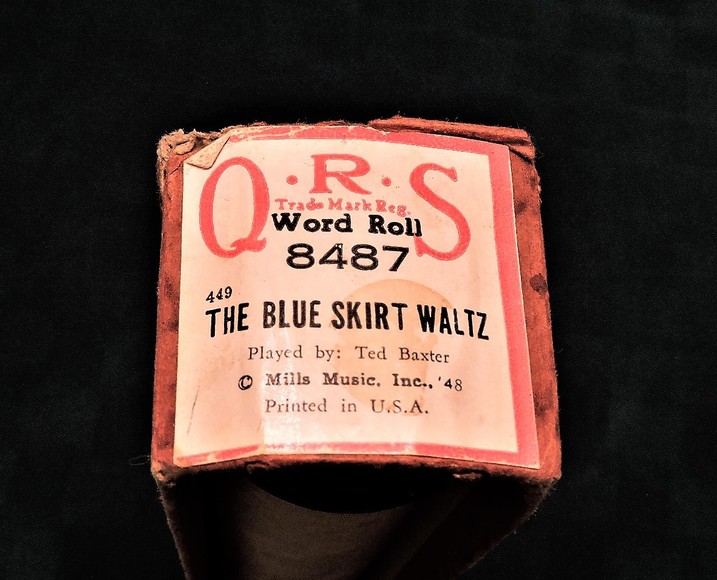 Q·R·S
Trade Mark Reg.
Word Roll
8487
449
THE BLUE SKIRT WALTZ
Played by: Ted Baxter
© Mills Music, Inc., '48
Printed in U.S.A.